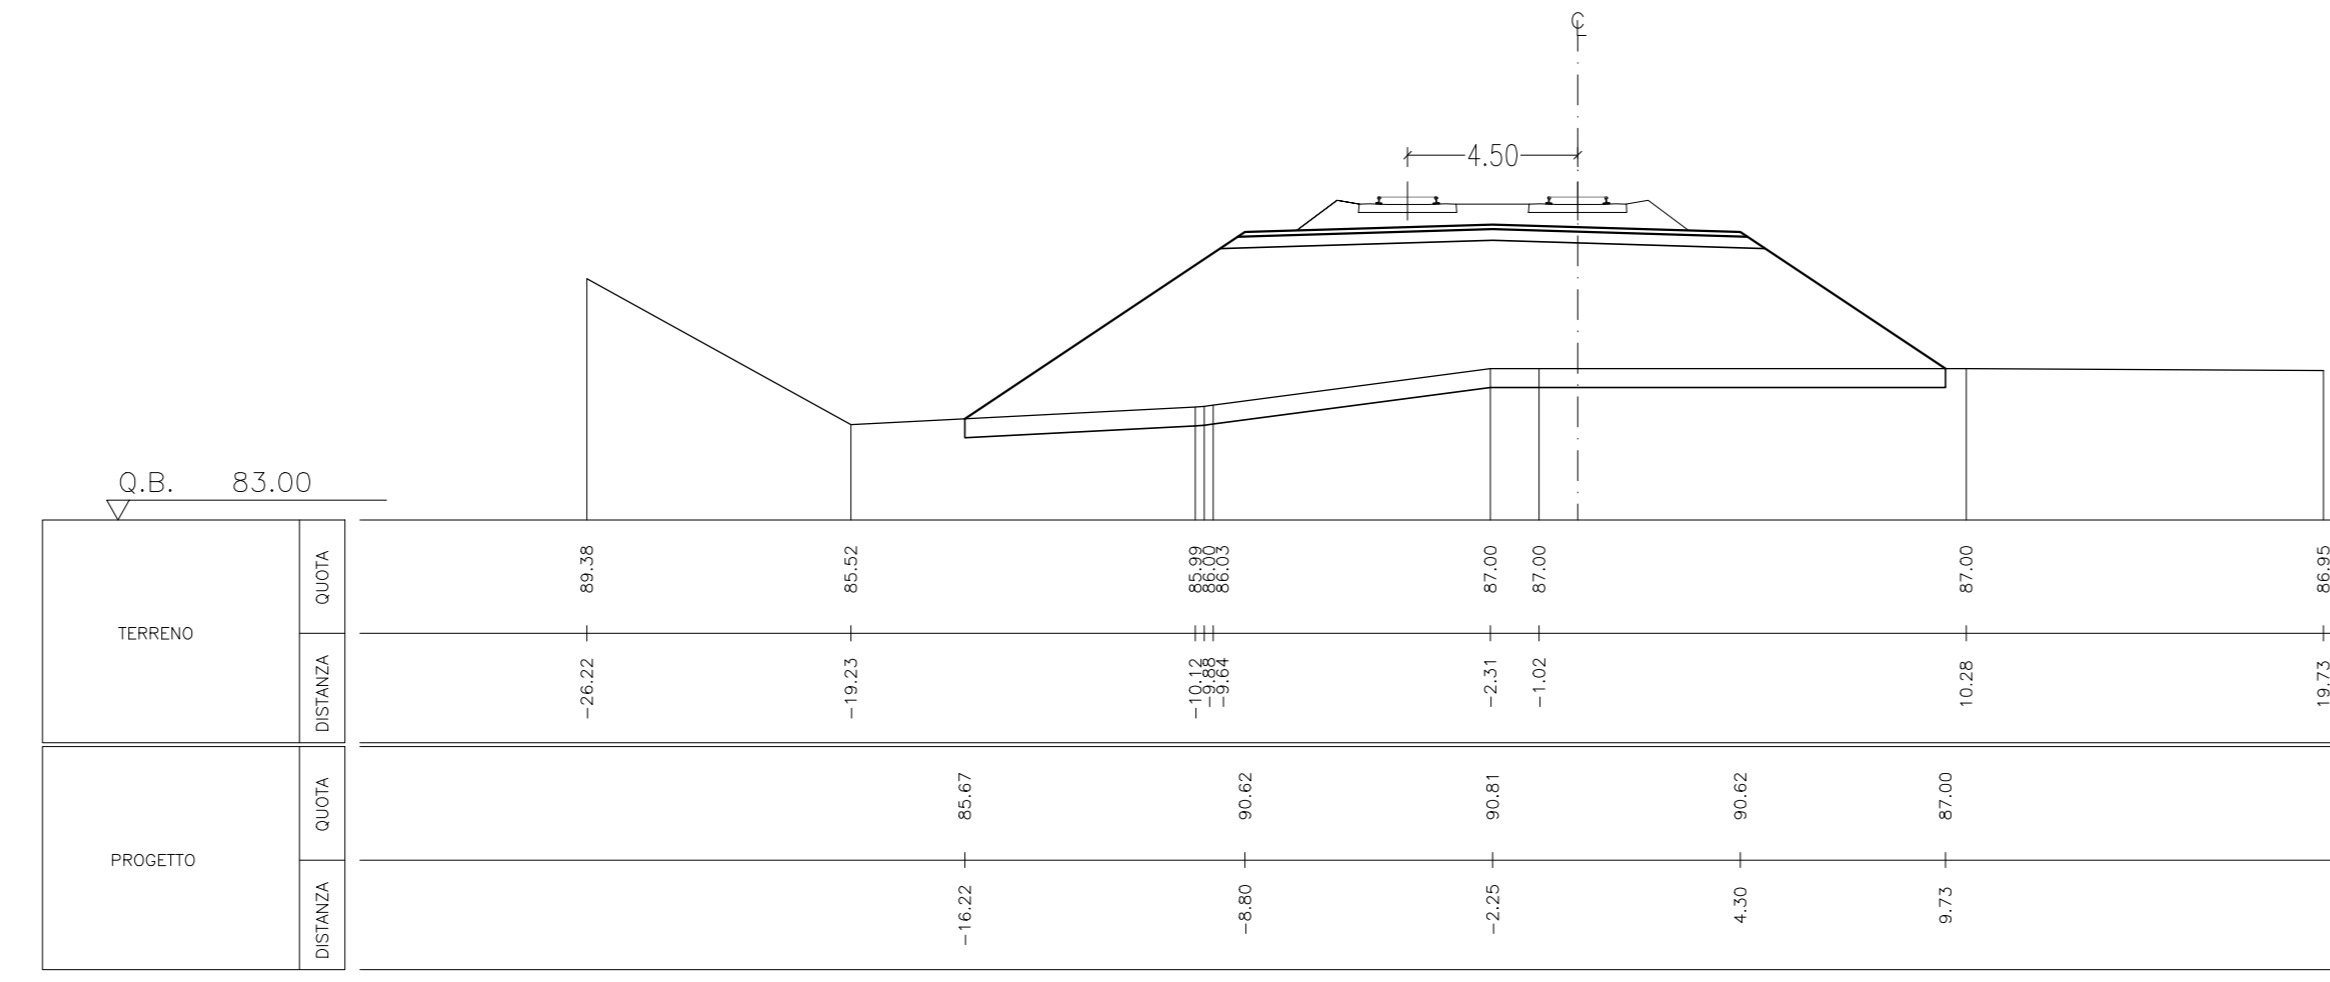 ℄
4.50
Q.B. 83.00
TERRENO
QUOTA
89.38 85.52 85.99 86.00 86.03 87.00 87.00 87.00 86.95
DISTANZA
-26.22 -19.23 -10.12 -9.88 -9.64 -2.31 -1.02 10.28 19.73
PROGETTO
QUOTA
85.67 90.62 90.81 90.62 87.00
DISTANZA
-16.22 -8.80 -2.25 4.30 9.73